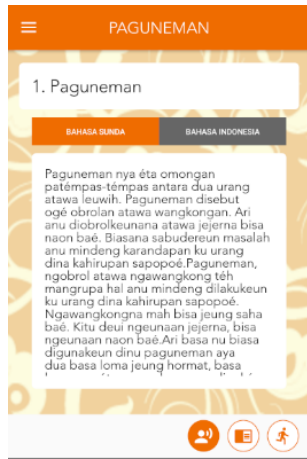 PAGUNEMAN
1. Paguneman
BAHASA SUNDA
BAHASA INDONESIA
Paguneman nya éta omongan
patémpas-témpas antara dua urang
atawa leuwih. Paguneman disebut
ogé obrolan atawa wangkongan. Ari
anu diobrolkeunana atawa jejerna bisa
naon baé. Biasana sabudereun masalah
anu mindeng karandapan ku urang
dina kahirupan sapopoé.Paguneman,
ngobrol atawa ngawangkong téh
mangrupa hal anu mindeng dilakukeun
ku urang dina kahirupan sapopoé.
Ngawangkongna mah bisa jeung saha
baé. Kitu deui ngeunaan jejerna, bisa
ngeunaan naon baé.Ari basa nu biasa
digunakeun dinu paguneman aya
dua basa loma jeung hormat, basa